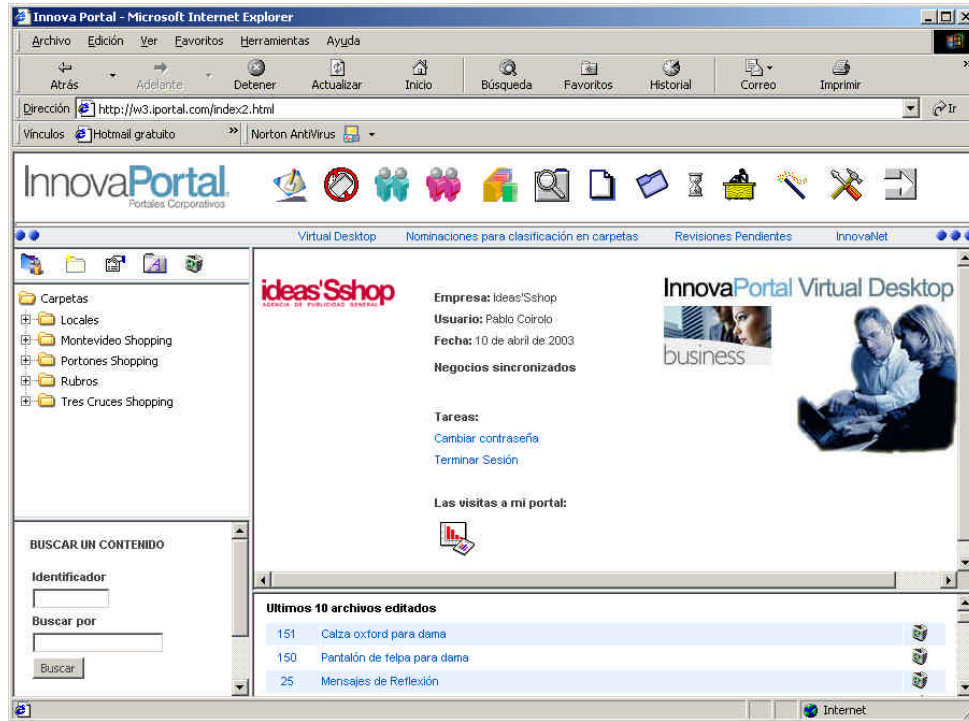 Innova Portal - Microsoft Internet Explorer
Archivo Edición Ver Favoritos Herramientas Ayuda
Atrás Adelante Detener Actualizar Inicio Búsqueda Favoritos Historial Correo Imprimir
Dirección http://w3.iportal.com/index2.html Ir
Vínculos Hotmail gratuito Norton AntiVirus
InnovaPortal
Portales Corporativos
Virtual Desktop Nominaciones para clasificación en carpetas Revisiones Pendientes InnovaNet
Carpetas
Locales
Montevideo Shopping
Portones Shopping
Rubros
Tres Cruces Shopping
BUSCAR UN CONTENIDO
Identificador
Buscar por
Buscar
ideas'Sshop
AGENCIA DE PUBLICIDAD GENERAL
Empresa: Ideas'Sshop
Usuario: Pablo Coirolo
Fecha: 10 de abril de 2003
Negocios sincronizados
Tareas:
Cambiar contraseña
Terminar Sesión
Las visitas a mi portal:
InnovaPortal Virtual Desktop
business
Ultimos 10 archivos editados
151 Calza oxford para dama
150 Pantalón de felpa para dama
25 Mensajes de Reflexión
Internet